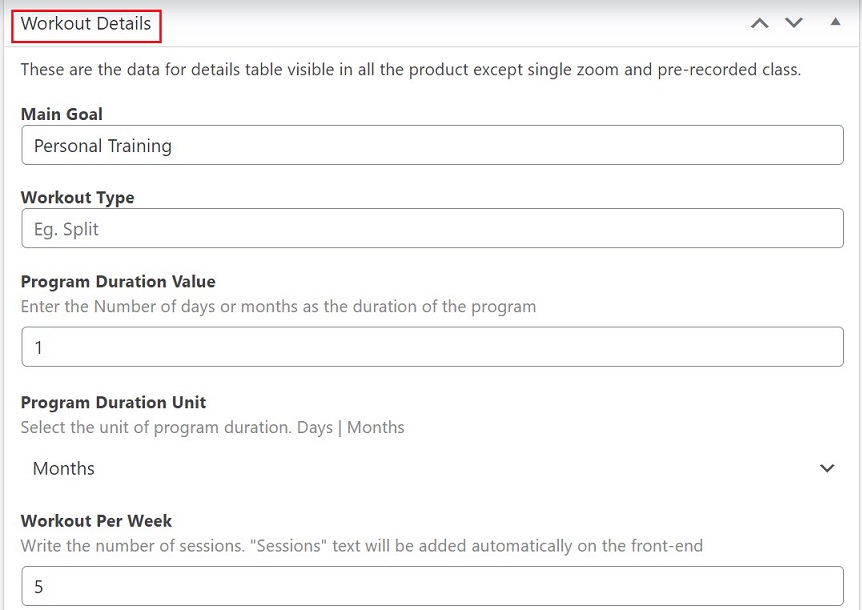 Workout Details
These are the data for details table visible in all the product except single zoom and pre-recorded class.
Main Goal
Personal Training
Workout Type
Eg. Split
Program Duration Value
Enter the Number of days or months as the duration of the program
1
Program Duration Unit
Select the unit of program duration. Days | Months
Months
Workout Per Week
Write the number of sessions. "Sessions" text will be added automatically on the front-end
5